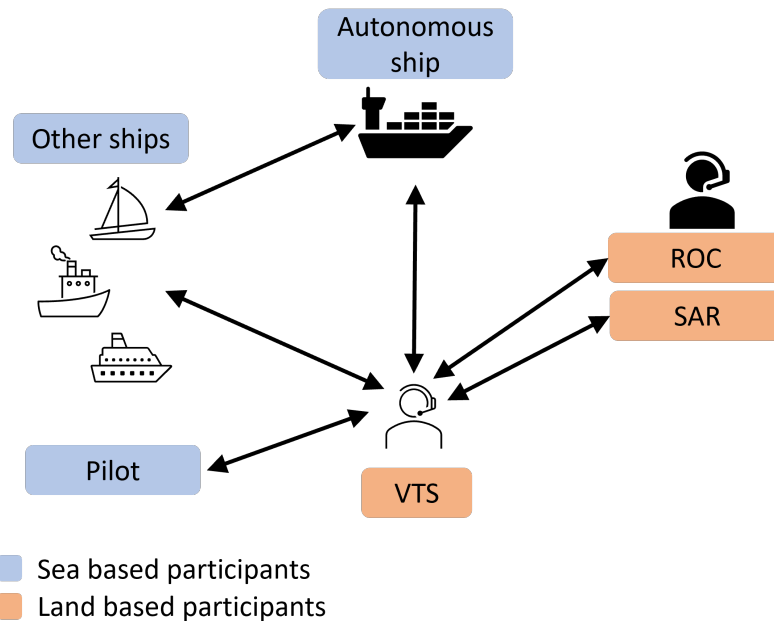 Autonomous
ship
Other ships
ROC
SAR
Pilot
VTS
Sea based participants
Land based participants